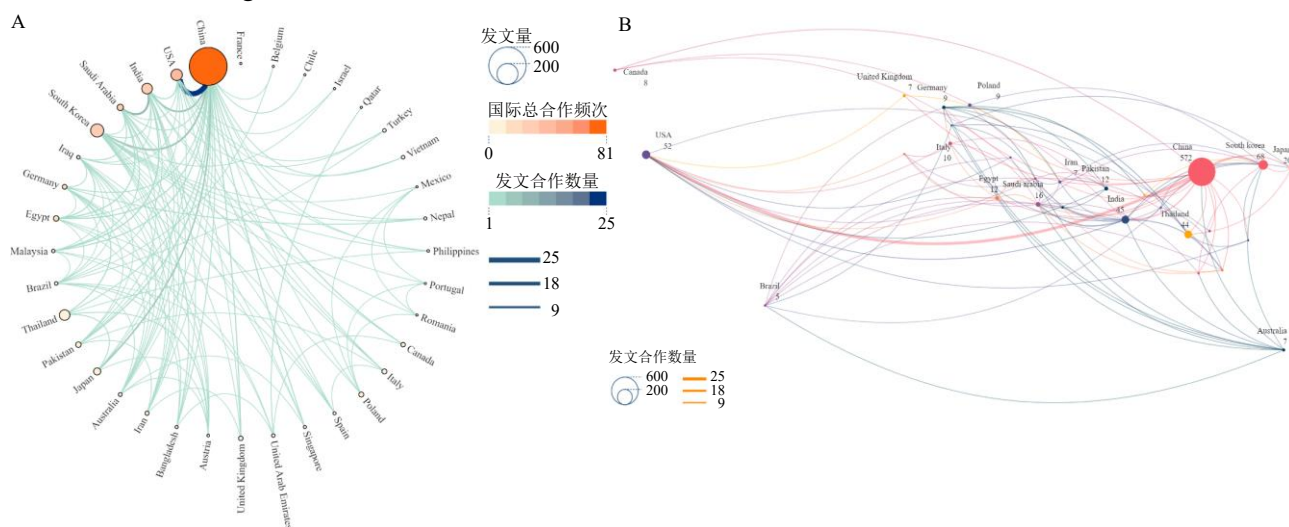 A
China
France
Belgium
Chile
Israel
Qatar
Turkey
Vietnam
Mexico
Nepal
Philippines
Portugal
Romania
Canada
Italy
Poland
Spain
Singapore
United Arab Emirates
United Kingdom
Austria
Bangladesh
Iran
Australia
Japan
Pakistan
Thailand
Brazil
Malaysia
Egypt
Germany
Iraq
South Korea
Saudi Arabia
India
USA
发文量
600
200
国际总合作频次
0 81
发文合作数量
1 25
25
18
9
B
Canada
8
United Kingdom
7
Germany
9
Poland
9
USA
52
Italy
10
China
572
South korea
68
Japan
20
Iran
7
Pakistan
12
Egypt
12
Saudi arabia
16
India
45
Thailand
44
Brazil
5
Australia
7
发文合作数量
600
200
25
18
9